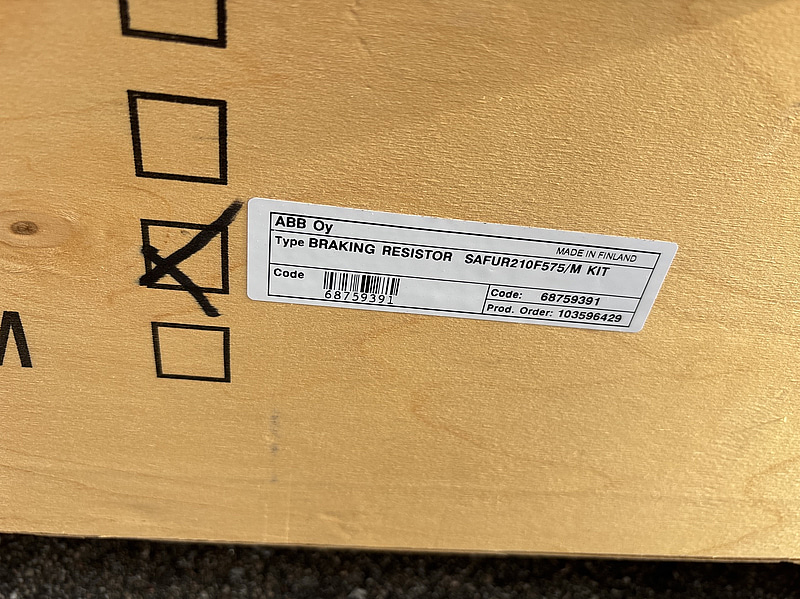 ABB Oy
MADE IN FINLAND
Type BRAKING RESISTOR SAFUR210F575/M KIT
Code
68759391
Code: 68759391
Prod. Order: 103596429